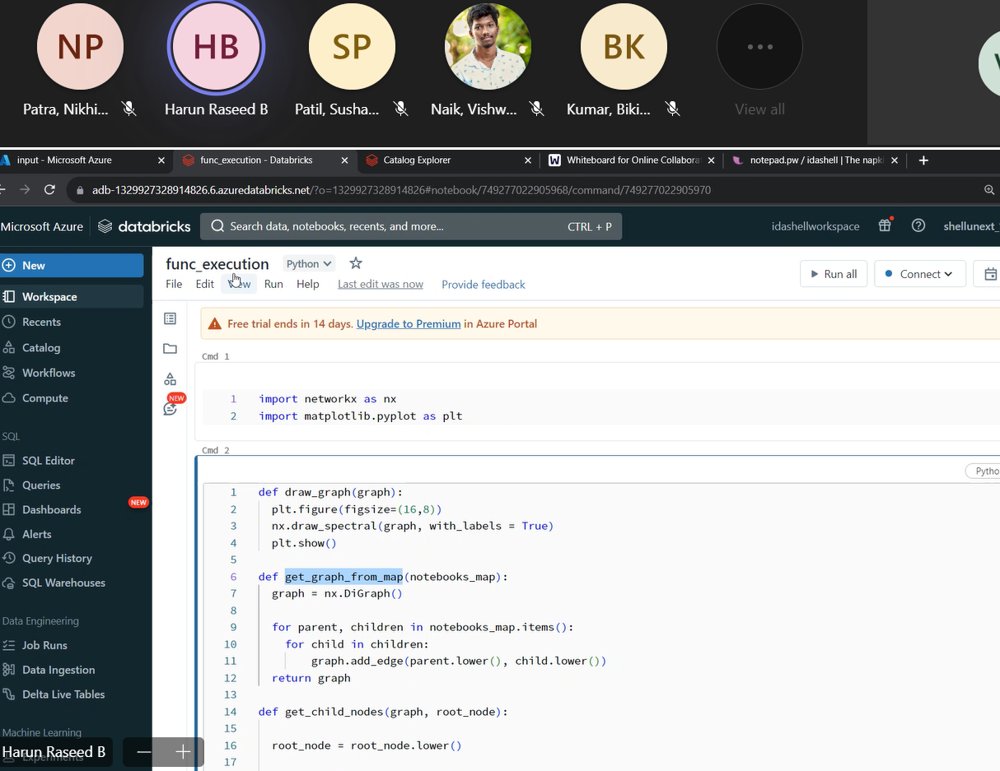 NP HB SP BK
Patra, Nikhi... Harun Raseed B Patil, Susha... Naik, Vishw... Kumar, Biki... View all
input - Microsoft Azure func_execution - Databricks Catalog Explorer Whiteboard for Online Collabora notepad.pw / idashell | The napki
adb-1329927328914826.6.azuredatabricks.net/?o=1329927328914826#notebook/749277022905968/command/749277022905970
Microsoft Azure databricks Search data, notebooks, recents, and more... CTRL + P idashellworkspace shellunext_
New
Workspace
Recents
Catalog
Workflows
Compute
SQL
SQL Editor
Queries
Dashboards NEW
Alerts
Query History
SQL Warehouses
Data Engineering
Job Runs
Data Ingestion
Delta Live Tables
Machine Learning
Experiments
Harun Raseed B
func_execution Python
File Edit View Run Help Last edit was now Provide feedback
Run all Connect
NEW
Free trial ends in 14 days. Upgrade to Premium in Azure Portal
Cmd 1
1 import networkx as nx
2 import matplotlib.pyplot as plt
Cmd 2
Pytho
1 def draw_graph(graph):
2 plt.figure(figsize=(16,8))
3 nx.draw_spectral(graph, with_labels = True)
4 plt.show()
5
6 def get_graph_from_map(notebooks_map):
7 graph = nx.DiGraph()
8
9 for parent, children in notebooks_map.items():
10 for child in children:
11 graph.add_edge(parent.lower(), child.lower())
12 return graph
13
14 def get_child_nodes(graph, root_node):
15
16 root_node = root_node.lower()
17